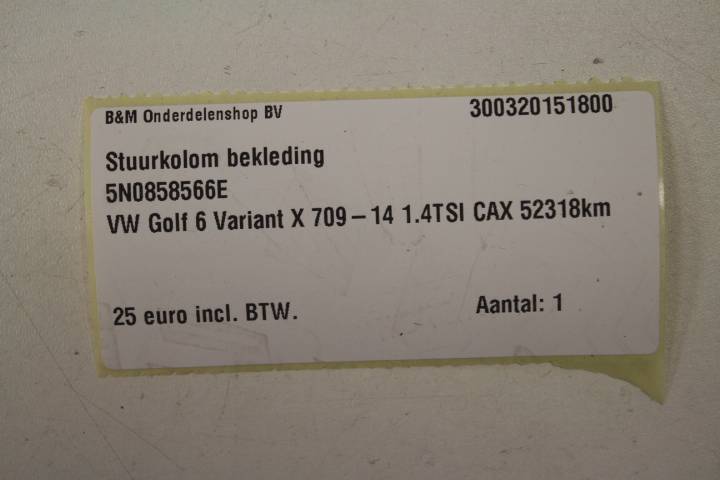 B&M Onderdelenshop BV 300320151800
Stuurkolom bekleding
5N0858566E
VW Golf 6 Variant X 709-14 1.4TSI CAX 52318km
25 euro incl. BTW. Aantal: 1